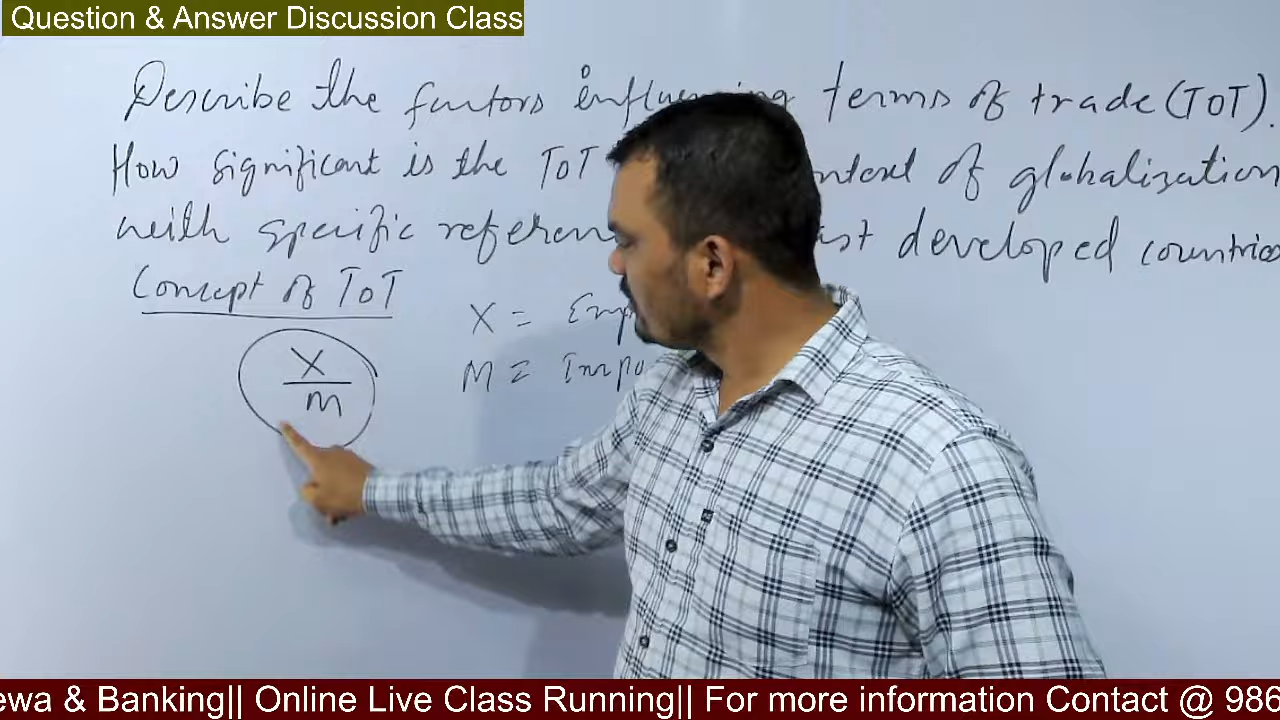 Question & Answer Discussion Class
Describe the factors influencing terms of trade (ToT).
How significant is the ToT of globalization
with specific developed countries
Concept of ToT
X =
X
M
M =
ewa & Banking|| Online Live Class Running|| For more information Contact @ 986